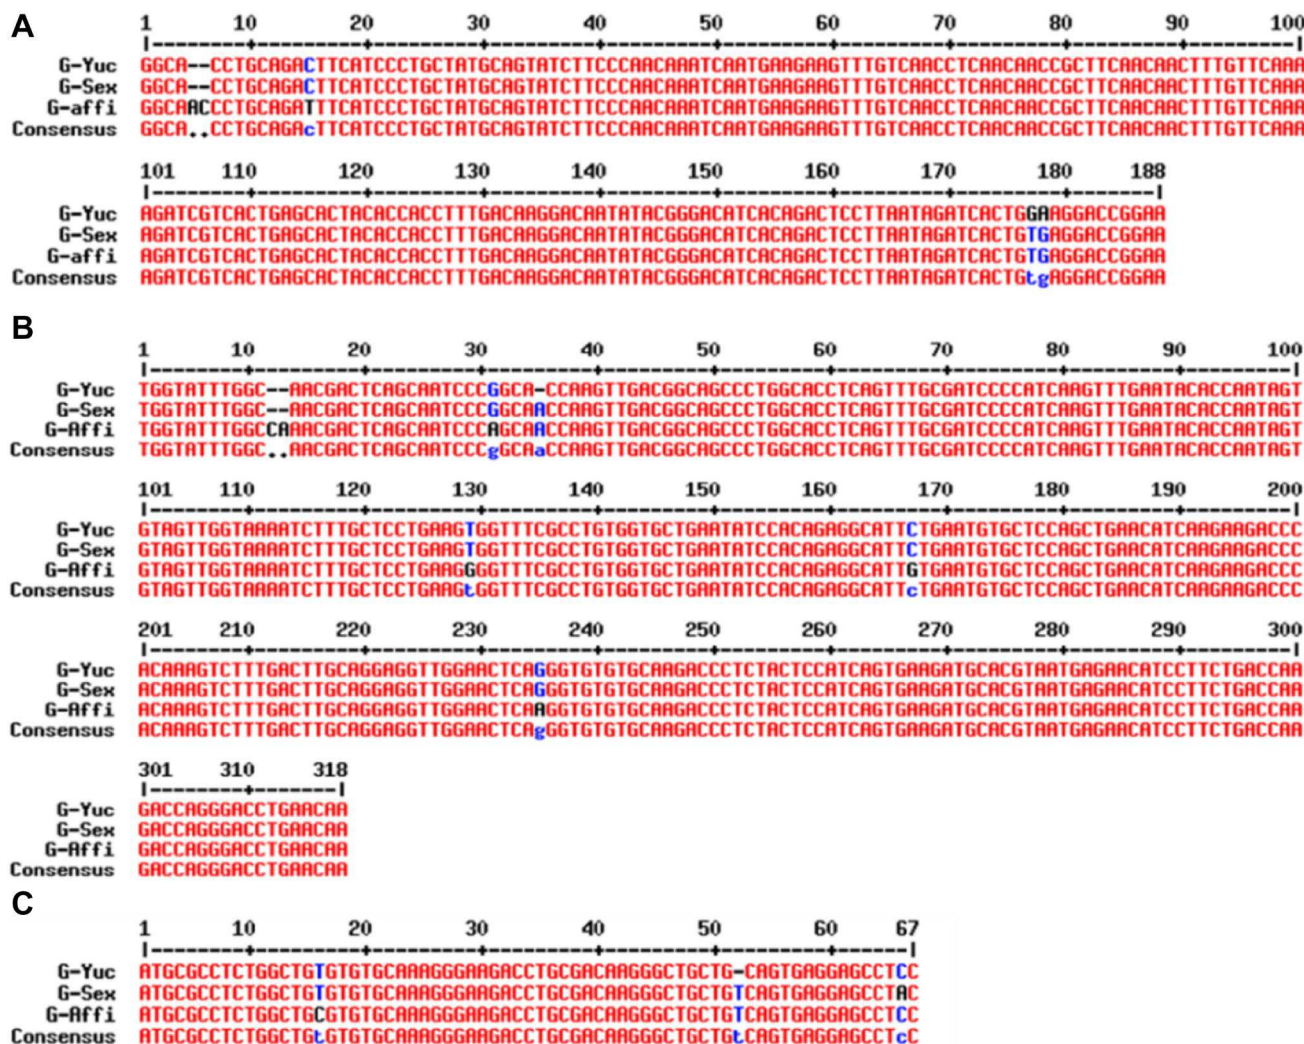 A
1 10 20 30 40 50 60 70 80 90 100
|--------+---------+---------+---------+---------+---------+---------+---------+---------+---------|
G-Yuc GGCA--CCTGCAGACTTCATCCCTGCTATGCAGTATCTTCCCAACAAATCAATGAAGAAGTTTGTCAACCTCAACAACCGCTTCAACAACTTTGTTCAAA
G-Sex GGCA--CCTGCAGACTTCATCCCTGCTATGCAGTATCTTCCCAACAAATCAATGAAGAAGTTTGTCAACCTCAACAACCGCTTCAACAACTTTGTTCAAA
G-affi GGCAACCCTGCAGATTTCATCCCTGCTATGCAGTATCTTCCCAACAAATCAATGAAGAAGTTTGTCAACCTCAACAACCGCTTCAACAACTTTGTTCAAA
Consensus GGCA..CCTGCAGAcTTCATCCCTGCTATGCAGTATCTTCCCAACAAATCAATGAAGAAGTTTGTCAACCTCAACAACCGCTTCAACAACTTTGTTCAAA
101 110 120 130 140 150 160 170 180 188
|--------+---------+---------+---------+---------+---------+---------+---------+-------|
G-Yuc AGATCGTCACTGAGCACTACACCACCTTTGACAAGGACAATATACGGGACATCACAGACTCCTTAATAGATCACTGGAAGGACCGGAA
G-Sex AGATCGTCACTGAGCACTACACCACCTTTGACAAGGACAATATACGGGACATCACAGACTCCTTAATAGATCACTGTGAGGACCGGAA
G-affi AGATCGTCACTGAGCACTACACCACCTTTGACAAGGACAATATACGGGACATCACAGACTCCTTAATAGATCACTGTGAGGACCGGAA
Consensus AGATCGTCACTGAGCACTACACCACCTTTGACAAGGACAATATACGGGACATCACAGACTCCTTAATAGATCACTGtgAGGACCGGAA
B
1 10 20 30 40 50 60 70 80 90 100
|--------+---------+---------+---------+---------+---------+---------+---------+---------+---------|
G-Yuc TGGTATTTGGC--AACGACTCAGCAATCCCGGCA-CCAAGTTGACGGCAGCCCTGGCACCTCAGTTTGCGATCCCCATCAAGTTTGAATACACCAATAGT
G-Sex TGGTATTTGGC--AACGACTCAGCAATCCCGGCAACCAAGTTGACGGCAGCCCTGGCACCTCAGTTTGCGATCCCCATCAAGTTTGAATACACCAATAGT
G-Affi TGGTATTTGGCCAAACGACTCAGCAATCCCAGCAACCAAGTTGACGGCAGCCCTGGCACCTCAGTTTGCGATCCCCATCAAGTTTGAATACACCAATAGT
Consensus TGGTATTTGGC..AACGACTCAGCAATCCCgGCAaCCAAGTTGACGGCAGCCCTGGCACCTCAGTTTGCGATCCCCATCAAGTTTGAATACACCAATAGT
101 110 120 130 140 150 160 170 180 190 200
|--------+---------+---------+---------+---------+---------+---------+---------+---------+---------|
G-Yuc GTAGTTGGTAAAATCTTTGCTCCTGAAGTGGTTTCGCCTGTGGTGCTGAATATCCACAGAGGCATTCTGAATGTGCTCCAGCTGAACATCAAGAAGACCC
G-Sex GTAGTTGGTAAAATCTTTGCTCCTGAAGTGGTTTCGCCTGTGGTGCTGAATATCCACAGAGGCATTCTGAATGTGCTCCAGCTGAACATCAAGAAGACCC
G-Affi GTAGTTGGTAAAATCTTTGCTCCTGAAGGGGTTTCGCCTGTGGTGCTGAATATCCACAGAGGCATTGTGAATGTGCTCCAGCTGAACATCAAGAAGACCC
Consensus GTAGTTGGTAAAATCTTTGCTCCTGAAGtGGTTTCGCCTGTGGTGCTGAATATCCACAGAGGCATTcTGAATGTGCTCCAGCTGAACATCAAGAAGACCC
201 210 220 230 240 250 260 270 280 290 300
|--------+---------+---------+---------+---------+---------+---------+---------+---------+---------|
G-Yuc ACAAAGTCTTTGACTTGCAGGAGGTTGGAACTCAGGGTGTGTGCAAGACCCTCTACTCCATCAGTGAAGATGCACGTAATGAGAACATCCTTCTGACCAA
G-Sex ACAAAGTCTTTGACTTGCAGGAGGTTGGAACTCAGGGTGTGTGCAAGACCCTCTACTCCATCAGTGAAGATGCACGTAATGAGAACATCCTTCTGACCAA
G-Affi ACAAAGTCTTTGACTTGCAGGAGGTTGGAACTCAAGGTGTGTGCAAGACCCTCTACTCCATCAGTGAAGATGCACGTAATGAGAACATCCTTCTGACCAA
Consensus ACAAAGTCTTTGACTTGCAGGAGGTTGGAACTCAgGGTGTGTGCAAGACCCTCTACTCCATCAGTGAAGATGCACGTAATGAGAACATCCTTCTGACCAA
301 310 318
|--------+-------|
G-Yuc GACCAGGGACCTGAACAA
G-Sex GACCAGGGACCTGAACAA
G-Affi GACCAGGGACCTGAACAA
Consensus GACCAGGGACCTGAACAA
C
1 10 20 30 40 50 60 67
|--------+---------+---------+---------+---------+---------+------|
G-Yuc ATGCGCCTCTGGCTGTGTGTGCAAAGGGAAGACCTGCGACAAGGGCTGCTG-CAGTGAGGAGCCTCC
G-Sex ATGCGCCTCTGGCTGTGTGTGCAAAGGGAAGACCTGCGACAAGGGCTGCTGTCAGTGAGGAGCCTAC
G-Affi ATGCGCCTCTGGCTGCGTGTGCAAAGGGAAGACCTGCGACAAGGGCTGCTGTCAGTGAGGAGCCTCC
Consensus ATGCGCCTCTGGCTGtGTGTGCAAAGGGAAGACCTGCGACAAGGGCTGCTGtCAGTGAGGAGCCTcC